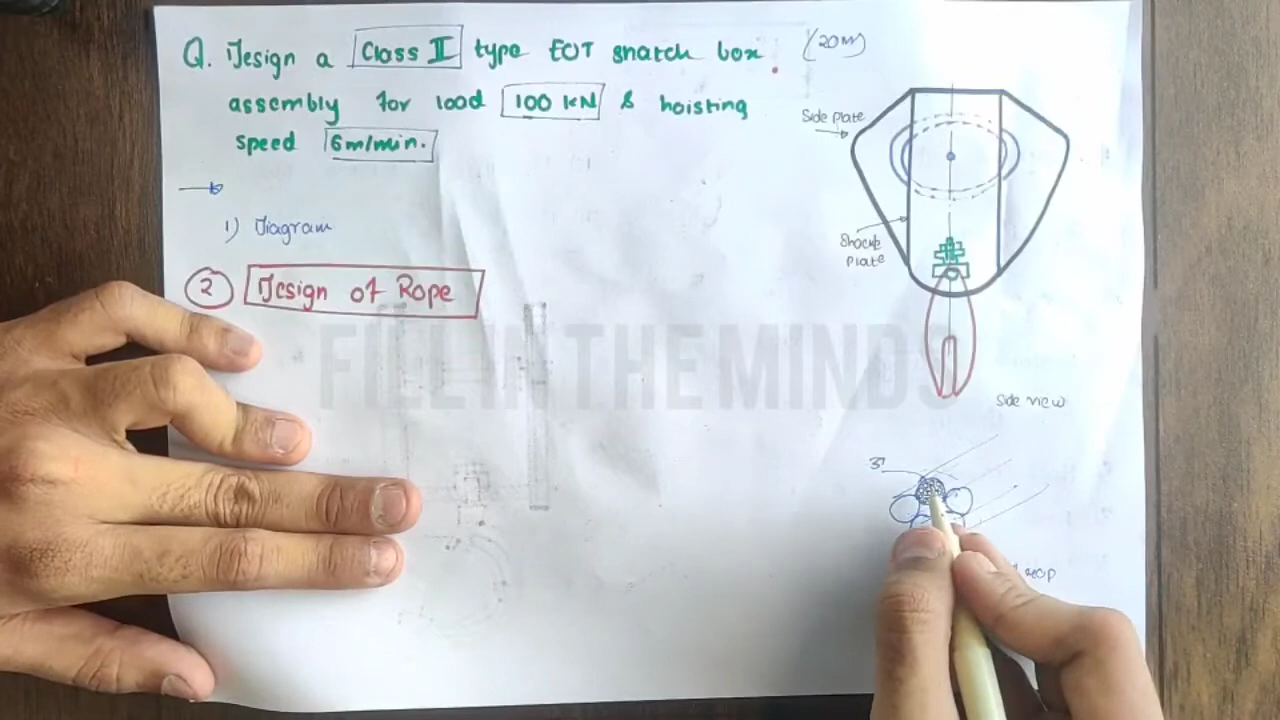 Q. Design a Class II type EOT snatch box. (20M)
assembly for load 100 KN & hoisting
speed 6m/min.
Side plate
1) Diagram
Shackle plate
2 Design of Rope
FILLINTHEMINDS
Side view
37